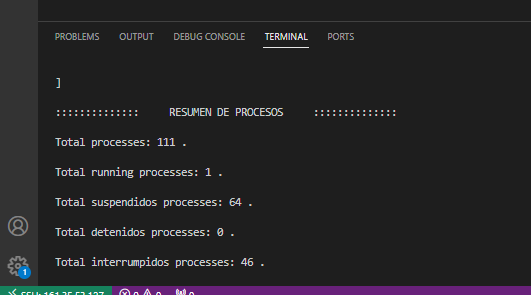 PROBLEMS OUTPUT DEBUG CONSOLE TERMINAL PORTS
]
:::::::::::::: RESUMEN DE PROCESOS ::::::::::::::
Total processes: 111 .
Total running processes: 1 .
Total suspendidos processes: 64 .
Total detenidos processes: 0 .
Total interrumpidos processes: 46 .
1